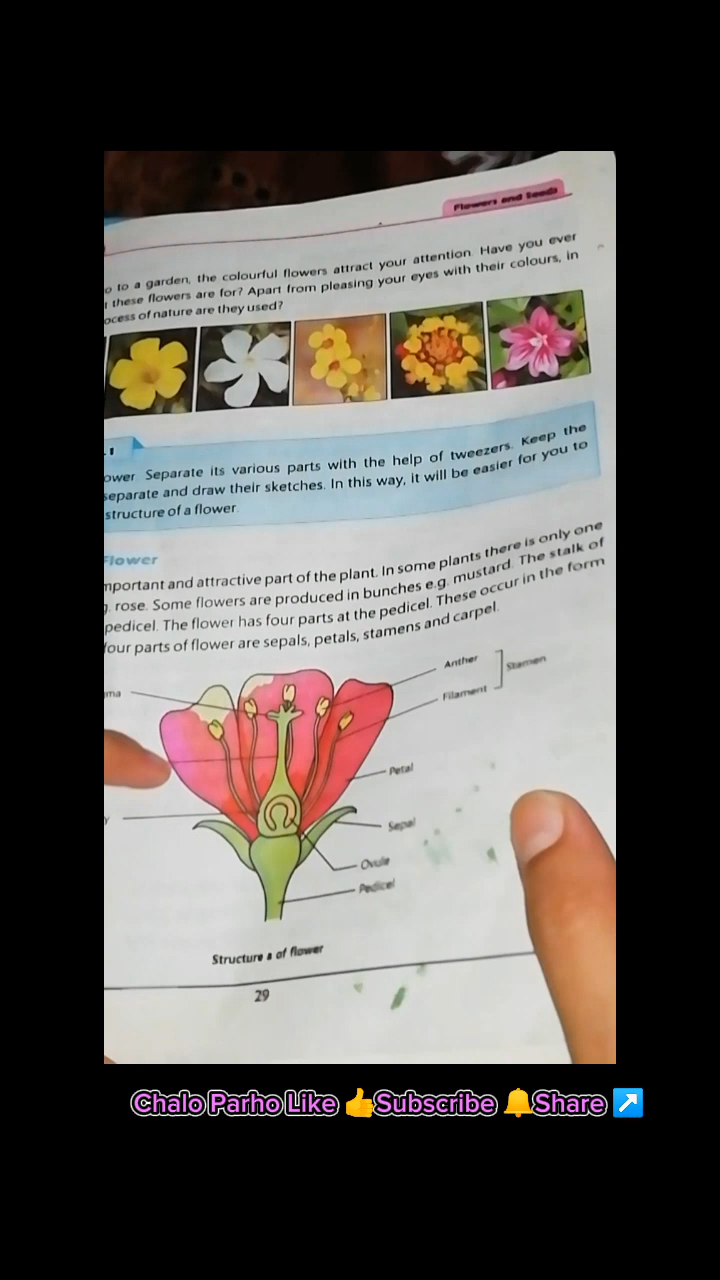 Flowers and Seeds
o to a garden, the colourful flowers attract your attention. Have you ever
these flowers are for? Apart from pleasing your eyes with their colours, in
ocess of nature are they used?
.1
ower. Separate its various parts with the help of tweezers. Keep the
separate and draw their sketches. In this way, it will be easier for you to
structure of a flower.
Flower
mportant and attractive part of the plant. In some plants there is only one
g. rose. Some flowers are produced in bunches e.g. mustard. The stalk of
pedicel. The flower has four parts at the pedicel. These occur in the form
four parts of flower are sepals, petals, stamens and carpel.
Anther
Stamen
ma
Filament
Petal
y
Sepal
Ovule
Pedicel
Structure a of flower
29
Chalo Parho Like 👍Subscribe 🔔Share ↗